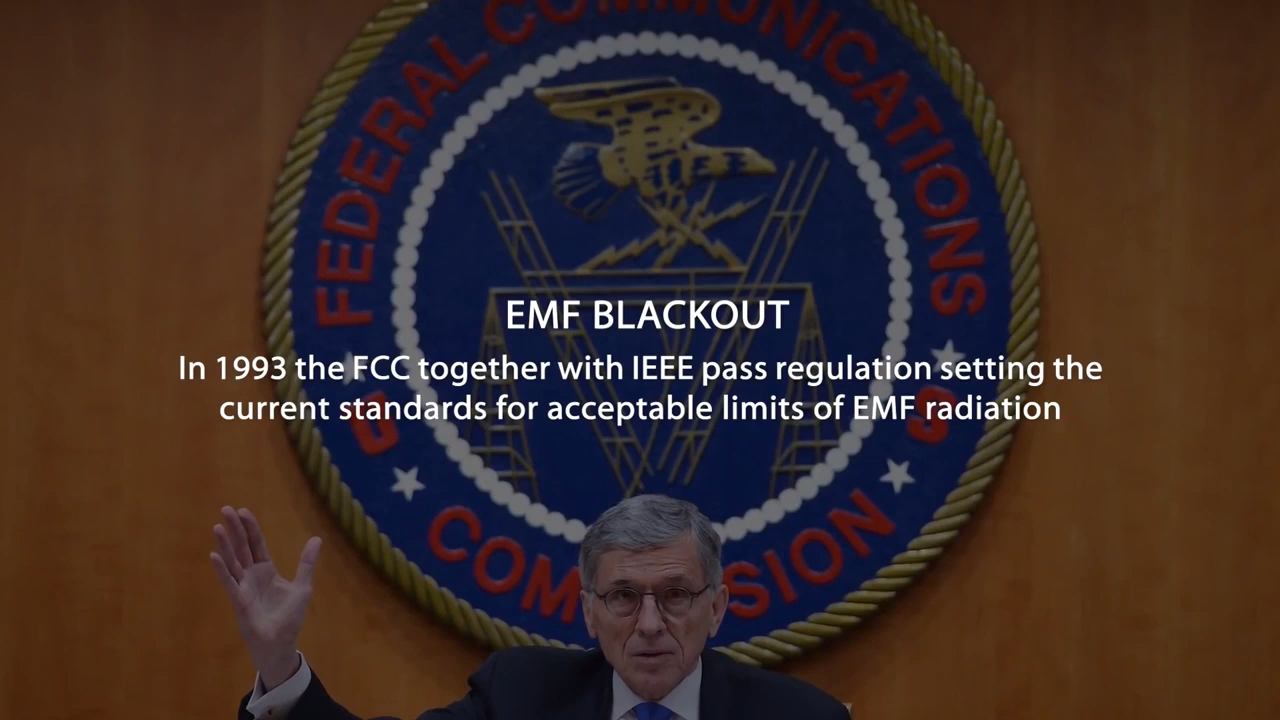 FEDERAL COMMUNICATIONS
EMF BLACKOUT
In 1993 the FCC together with IEEE pass regulation setting the
current standards for acceptable limits of EMF radiation
U S